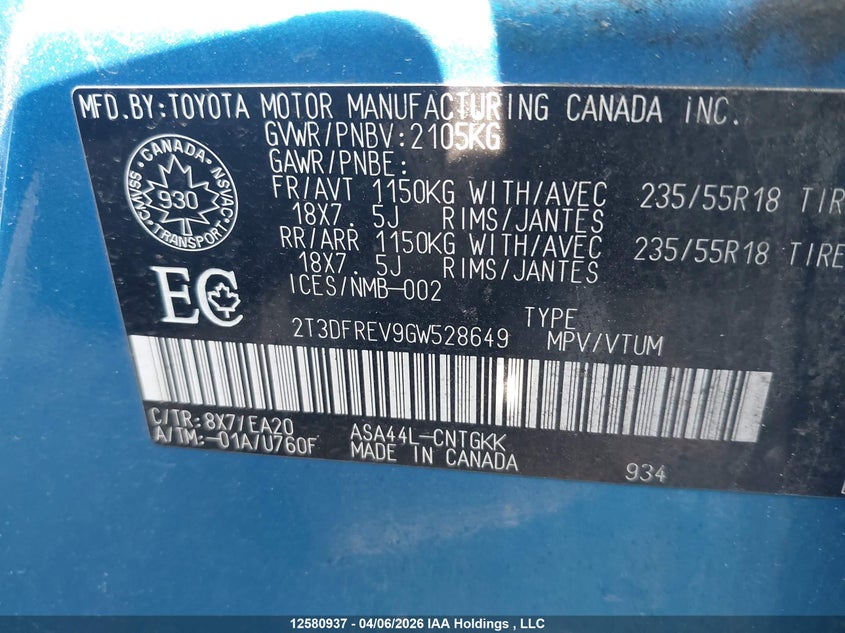 MFD.BY:TOYOTA MOTOR MANUFACTURING CANADA iNC.
GVWR/PNBV:2105KG
GAWR/PNBE:
FR/AVT 1150KG WITH/AVEC 235/55R18 TIR
18X7. 5J RIMS/JANTES
RR/ARR 1150KG WITH/AVEC 235/55R18 TIRE
18X7. 5J RIMS/JANTES
ICES/NMB-002
CANADA
CMVSS NSVAC
930
TRANSPORT
EC
2T3DFREV9GW528649
TYPE
MPV/VTUM
C/TR:8X7/EA20
A/TM:-01A/U760F
ASA44L-CNTGKK
MADE IN CANADA
934
12580937 - 04/06/2026 IAA Holdings , LLC